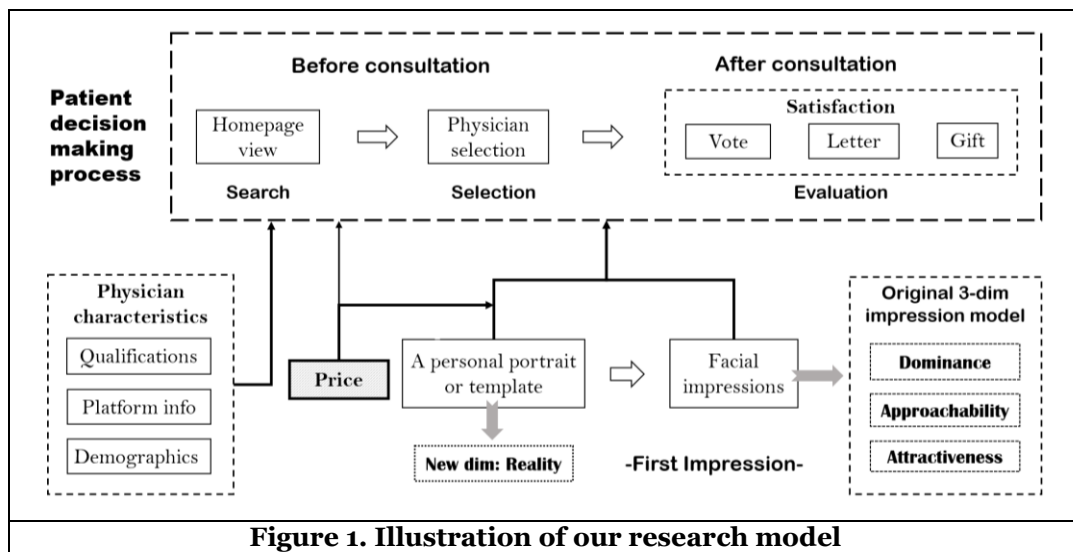 Patient
decision
making
process
Before consultation
After consultation
Homepage
view
Physician
selection
Satisfaction
Vote
Letter
Gift
Search
Selection
Evaluation
Physician
characteristics
Qualifications
Platform info
Demographics
Price
A personal portrait
or template
Facial
impressions
New dim: Reality
-First Impression-
Original 3-dim
impression model
Dominance
Approachability
Attractiveness
Figure 1. Illustration of our research model